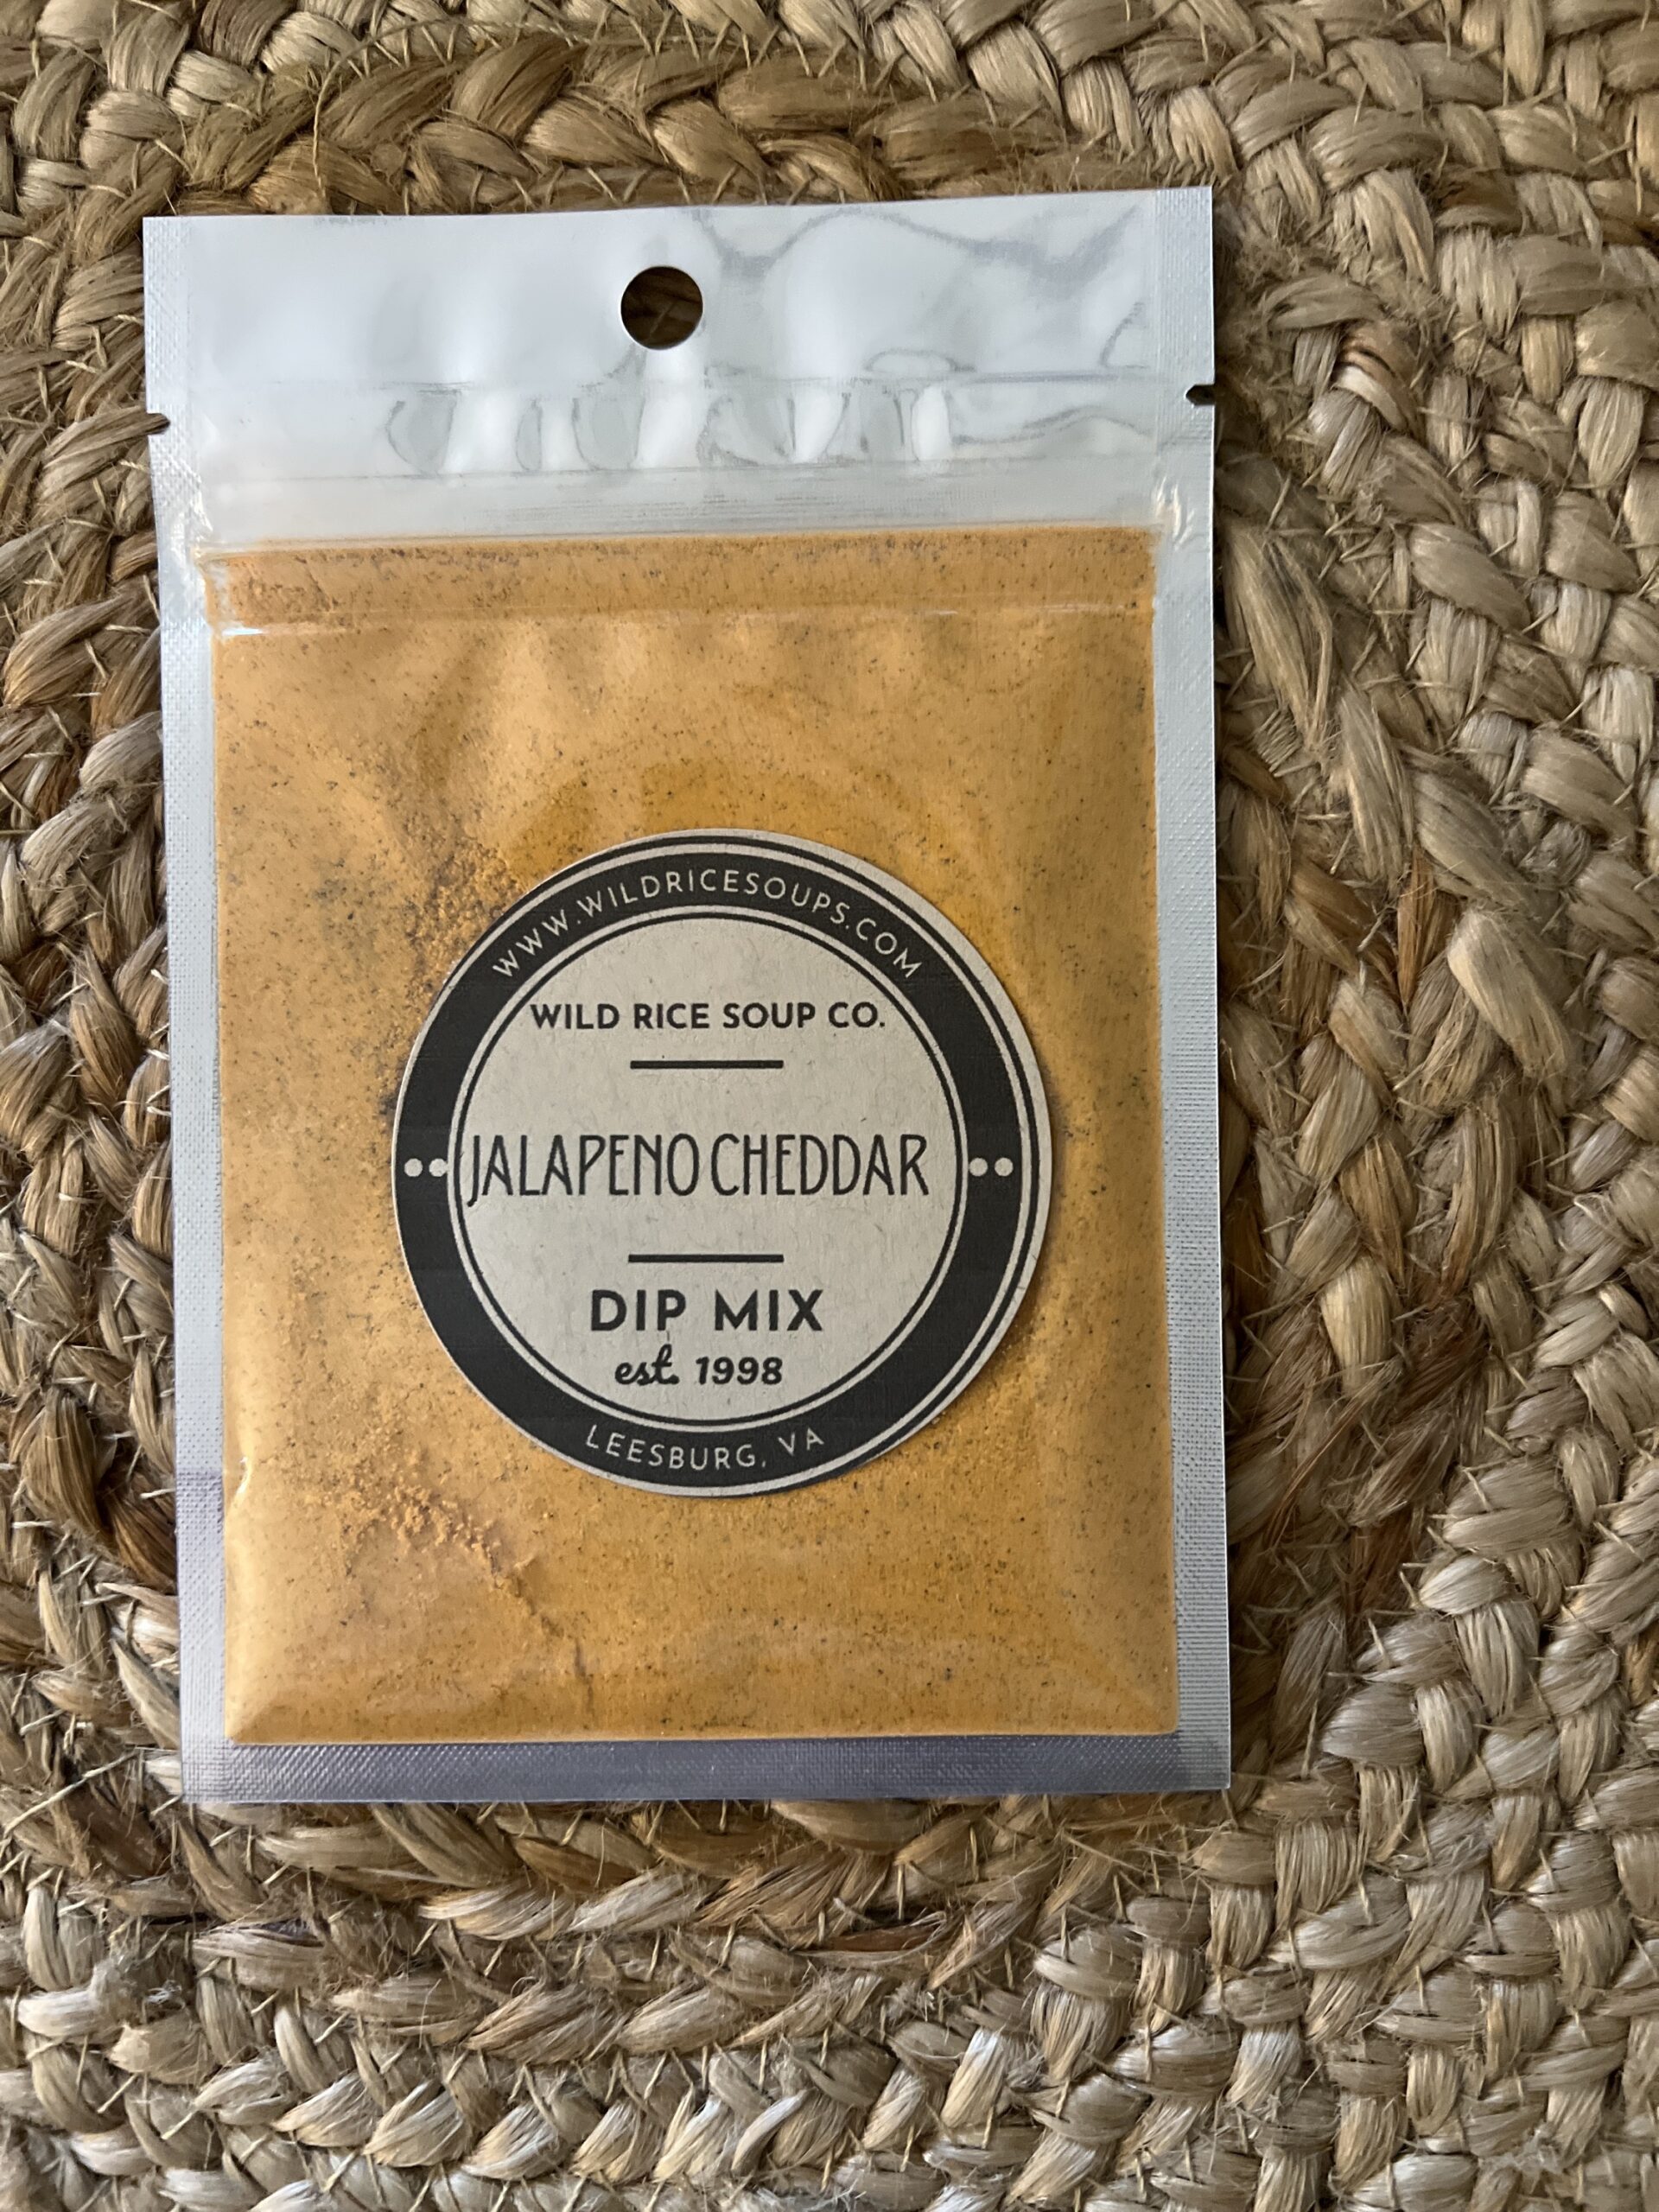 WWW.WILDRICESOUPS.COM
WILD RICE SOUP CO.
JALAPENO CHEDDAR
DIP MIX
est. 1998
LEESBURG, VA